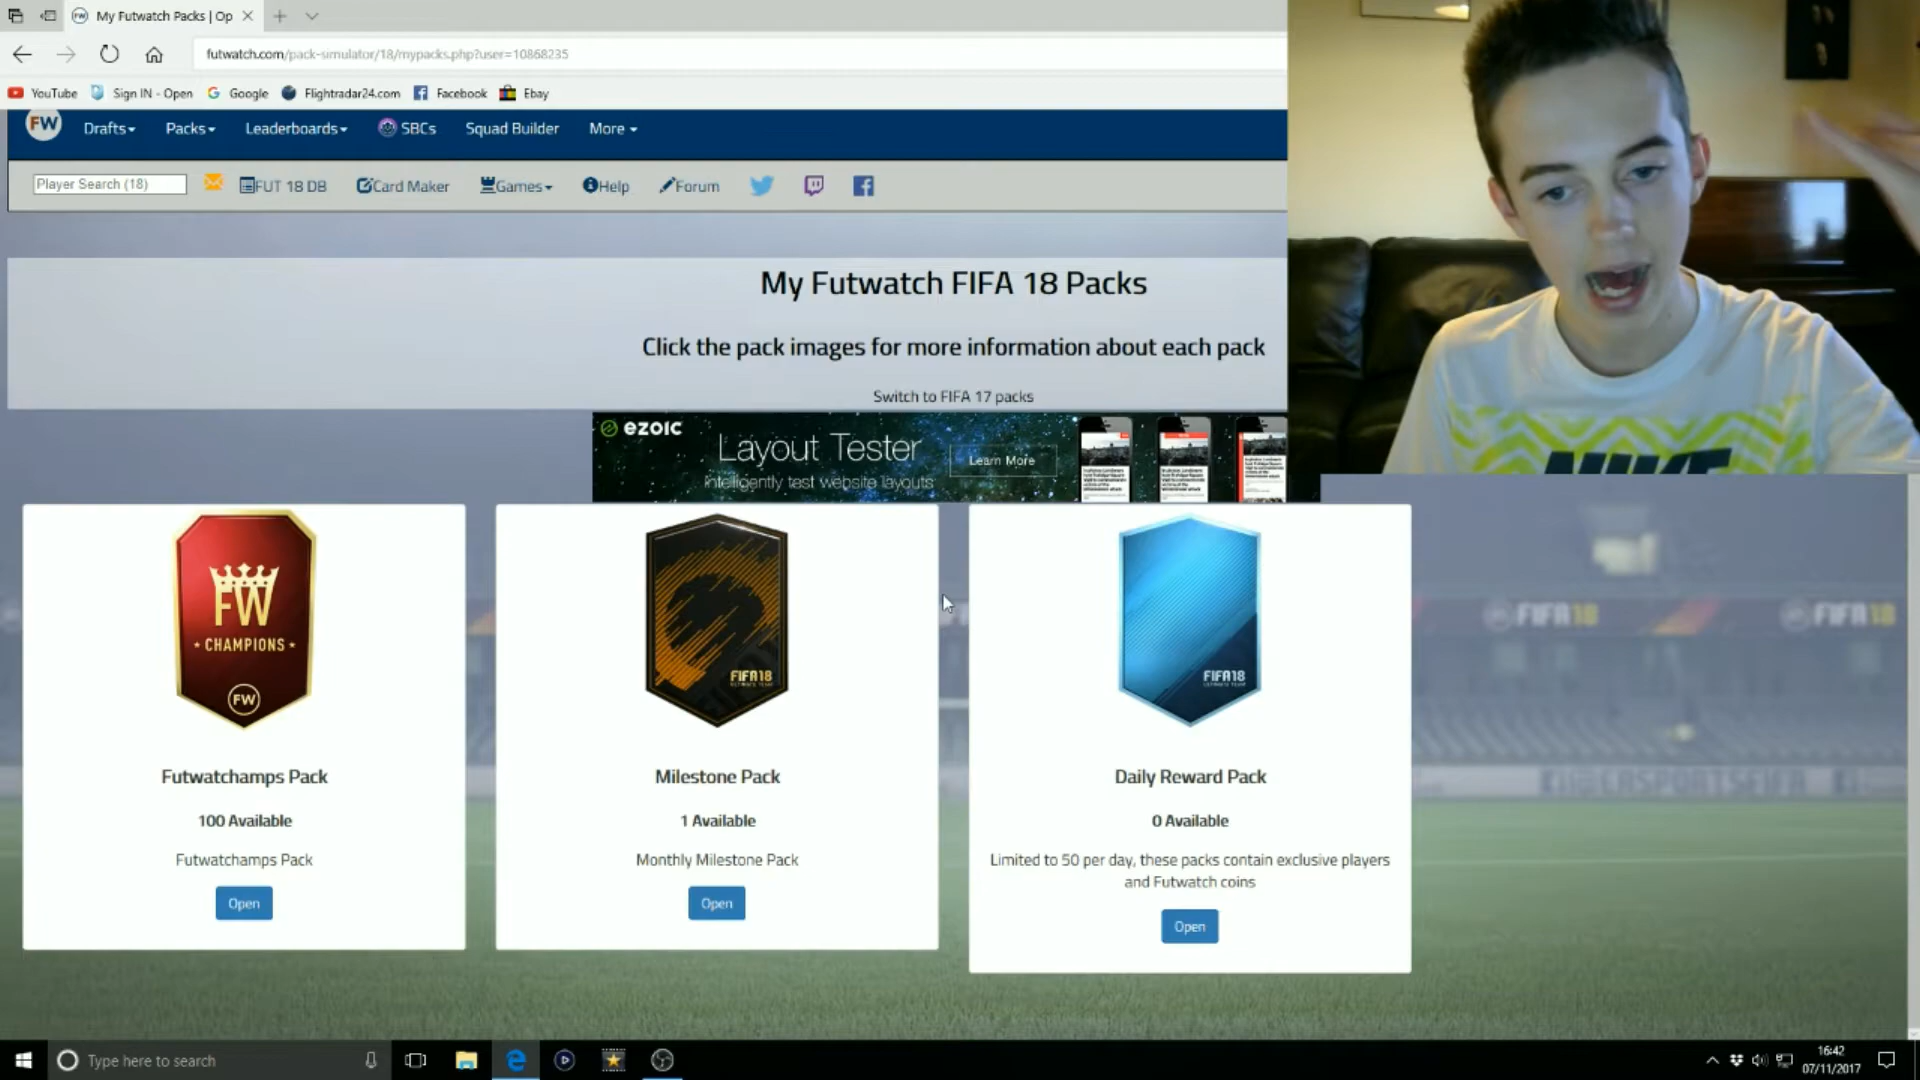 My Futwatch Packs | Op
futwatch.com/pack-simulator/18/mypacks.php?user=10868235
YouTube Sign IN - Open Google Flightradar24.com Facebook Ebay
FW Drafts Packs Leaderboards SBCs Squad Builder More
Player Search (18) FUT 18 DB Card Maker Games Help Forum
My Futwatch FIFA 18 Packs
Click the pack images for more information about each pack
Switch to FIFA 17 packs
ezoic
Layout Tester
Intelligently test website layouts
Learn More
NIKE
FW
CHAMPIONS
FW
Futwatchamps Pack
100 Available
Futwatchamps Pack
Open
FIFA18
ULTIMATE TEAM
Milestone Pack
1 Available
Monthly Milestone Pack
Open
FIFA18
ULTIMATE TEAM
Daily Reward Pack
0 Available
Limited to 50 per day, these packs contain exclusive players
and Futwatch coins
Open
FIFA18
FIFA18
Type here to search
16:42
07/11/2017